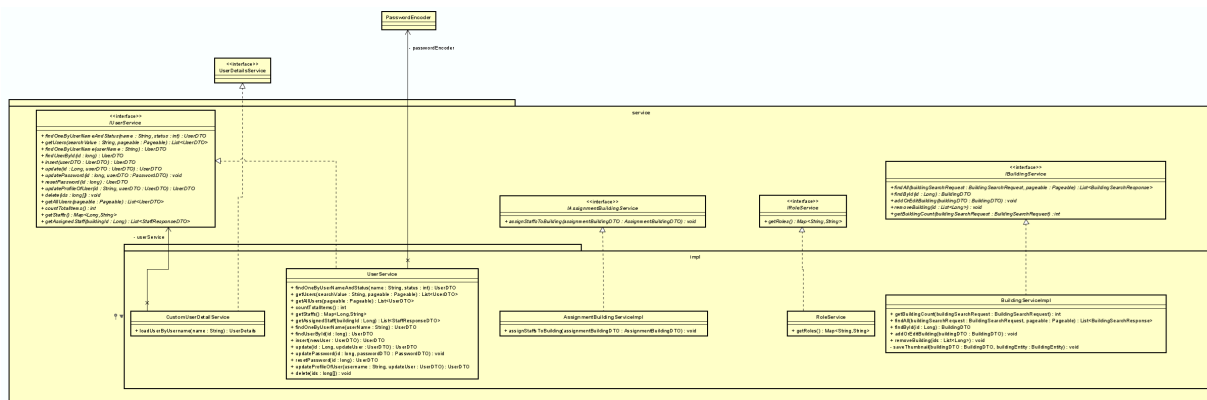 PasswordEncoder
- passwordEncoder
<<interface>>
UserDetailsService
service
<<interface>>
IUserService
+ findOneByUserNameAndStatus(name : String, status : int) : UserDTO
+ getUsers(searchValue : String, pageable : Pageable) : List<UserDTO>
+ findOneByUserName(userName : String) : UserDTO
+ findUserById(id : long) : UserDTO
+ insert(userDTO : UserDTO) : UserDTO
+ update(id : Long, userDTO : UserDTO) : UserDTO
+ updatePassword(id : long, userDTO : PasswordDTO) : void
+ resetPassword(id : long) : UserDTO
+ updateProfileOfUser(id : String, userDTO : UserDTO) : UserDTO
+ delete(ids : long[]) : void
+ getAllUsers(pageable : Pageable) : List<UserDTO>
+ countTotalItems() : int
+ getStaffs() : Map<Long,String>
+ getAssignedStaff(buildingId : Long) : List<StaffResponseDTO>
<<interface>>
IAssignmentBuildingService
+ assignStaffsToBuilding(assignmentBuildingDTO : AssignmentBuildingDTO) : void
<<interface>>
IRoleService
+ getRoles() : Map<String,String>
<<interface>>
IBuildingService
+ findAll(buildingSearchRequest : BuildingSearchRequest, pageable : Pageable) : List<BuildingSearchResponse>
+ findById(id : Long) : BuildingDTO
+ addOrEditBuilding(buildingDTO : BuildingDTO) : void
+ removeBuilding(id : List<Long>) : void
+ getBuildingCount(buildingSearchRequest : BuildingSearchRequest) : int
- userService
impl
CustomUserDetailService
+ loadUserByUsername(name : String) : UserDetails
UserService
+ findOneByUserNameAndStatus(name : String, status : int) : UserDTO
+ getUsers(searchValue : String, pageable : Pageable) : List<UserDTO>
+ getAllUsers(pageable : Pageable) : List<UserDTO>
+ countTotalItems() : int
+ getStaffs() : Map<Long,String>
+ getAssignedStaff(buildingId : Long) : List<StaffResponseDTO>
+ findOneByUserName(userName : String) : UserDTO
+ findUserById(id : long) : UserDTO
+ insert(newUser : UserDTO) : UserDTO
+ update(id : Long, updateUser : UserDTO) : UserDTO
+ updatePassword(id : long, passwordDTO : PasswordDTO) : void
+ resetPassword(id : long) : UserDTO
+ updateProfileOfUser(username : String, updateUser : UserDTO) : UserDTO
+ delete(ids : long[]) : void
AssignmentBuildingServiceImpl
+ assignStaffsToBuilding(assignmentBuildingDTO : AssignmentBuildingDTO) : void
RoleService
+ getRoles() : Map<String,String>
BuildingServiceImpl
+ getBuildingCount(buildingSearchRequest : BuildingSearchRequest) : int
+ findAll(buildingSearchRequest : BuildingSearchRequest, pageable : Pageable) : List<BuildingSearchResponse>
+ findById(id : Long) : BuildingDTO
+ addOrEditBuilding(buildingDTO : BuildingDTO) : void
+ removeBuilding(ids : List<Long>) : void
- saveThumbnail(buildingDTO : BuildingDTO, buildingEntity : BuildingEntity) : void